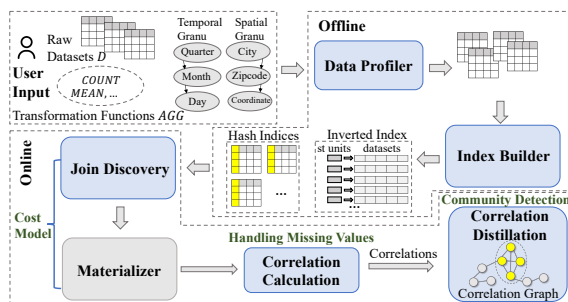 Raw
Datasets D
User
Input
COUNT
MEAN, ...
Transformation Functions AGG
Temporal
Granu
Quarter
Month
Day
Spatial
Granu
City
Zipcode
Coordinate
Offline
Data Profiler
Index Builder
Inverted Index
st units
datasets
...
Hash Indices
...
Online
Join Discovery
Cost
Model
Materializer
Handling Missing Values
Correlation
Calculation
Correlations
Community Detection
Correlation
Distillation
Correlation Graph